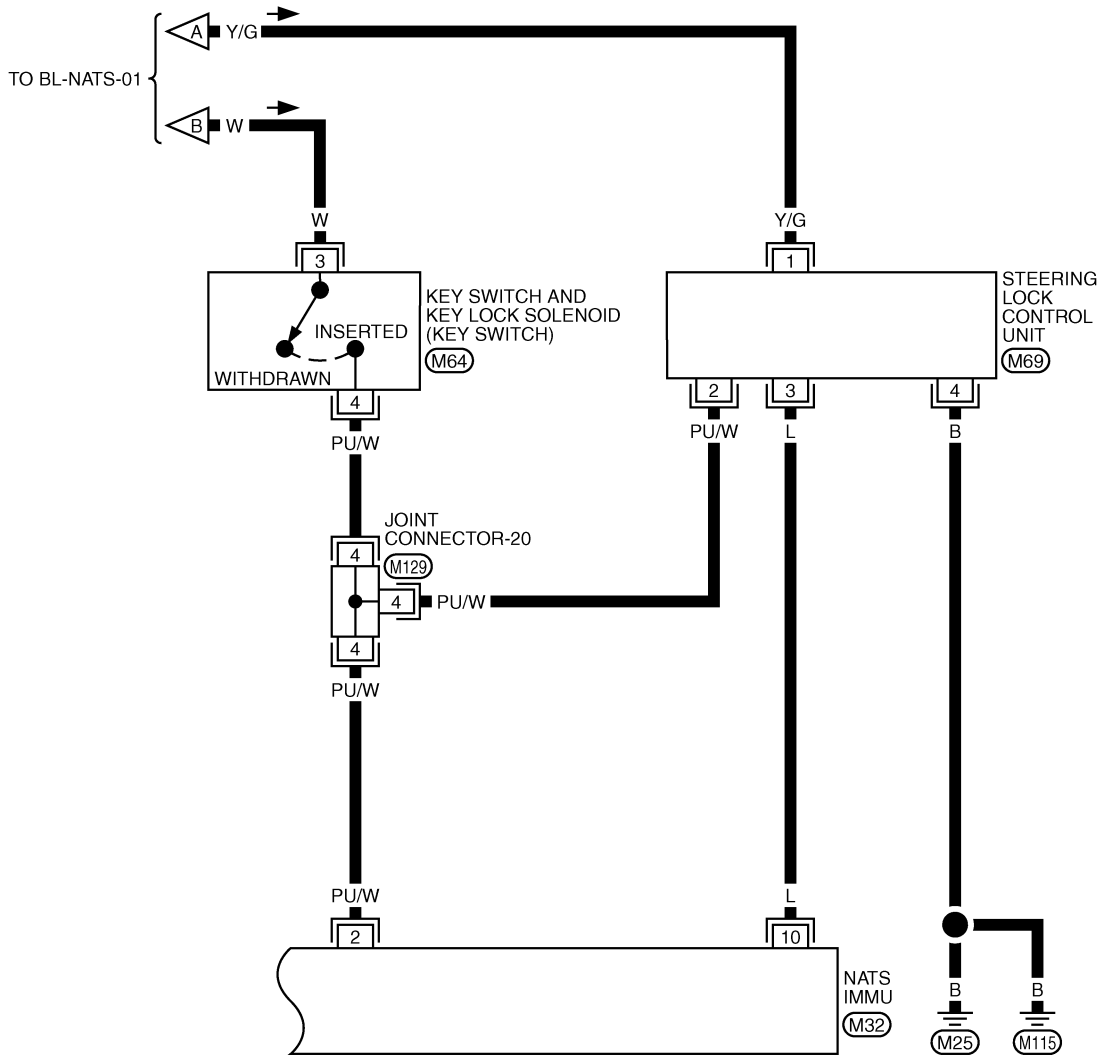 A Y/G
TO BL-NATS-01
B W
W
Y/G
3
1
KEY SWITCH AND
KEY LOCK SOLENOID
(KEY SWITCH)
M64
INSERTED
WITHDRAWN
STEERING
LOCK
CONTROL
UNIT
M69
4
2
3
4
PU/W
PU/W
L
B
JOINT
CONNECTOR-20
M129
4
4
PU/W
4
PU/W
PU/W
L
2
10
NATS
IMMU
M32
B
B
M25
M115